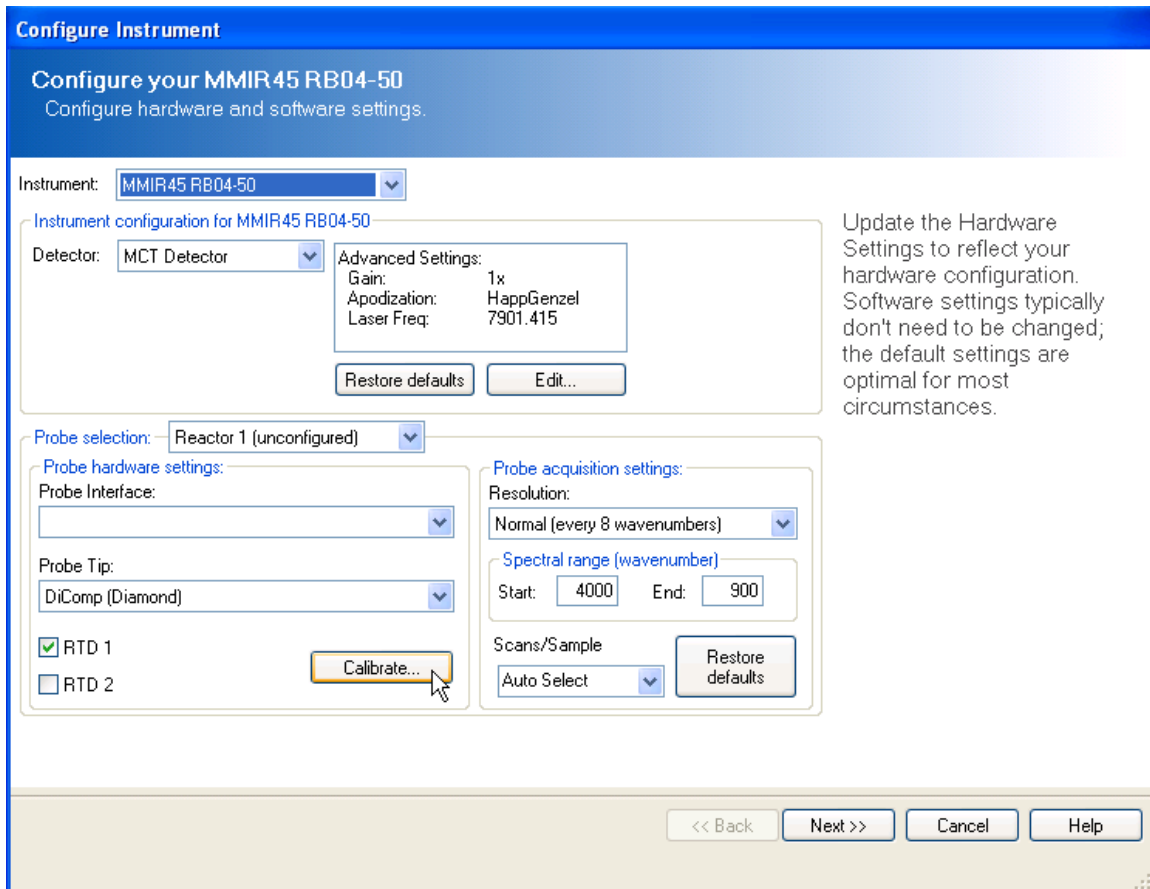 Configure Instrument
Configure your MMIR45 RB04-50
Configure hardware and software settings.
Instrument: MMIR45 RB04-50
Instrument configuration for MMIR45 RB04-50
Detector: MCT Detector
Advanced Settings:
Gain: 1x
Apodization: HappGenzel
Laser Freq: 7901.415
Restore defaults Edit...
Update the Hardware
Settings to reflect your
hardware configuration.
Software settings typically
don't need to be changed;
the default settings are
optimal for most
circumstances.
Probe selection: Reactor 1 (unconfigured)
Probe hardware settings:
Probe Interface:
Probe Tip:
DiComp (Diamond)
RTD 1
RTD 2
Calibrate...
Probe acquisition settings:
Resolution:
Normal (every 8 wavenumbers)
Spectral range (wavenumber)
Start: 4000 End: 900
Scans/Sample
Auto Select
Restore
defaults
<< Back Next >> Cancel Help